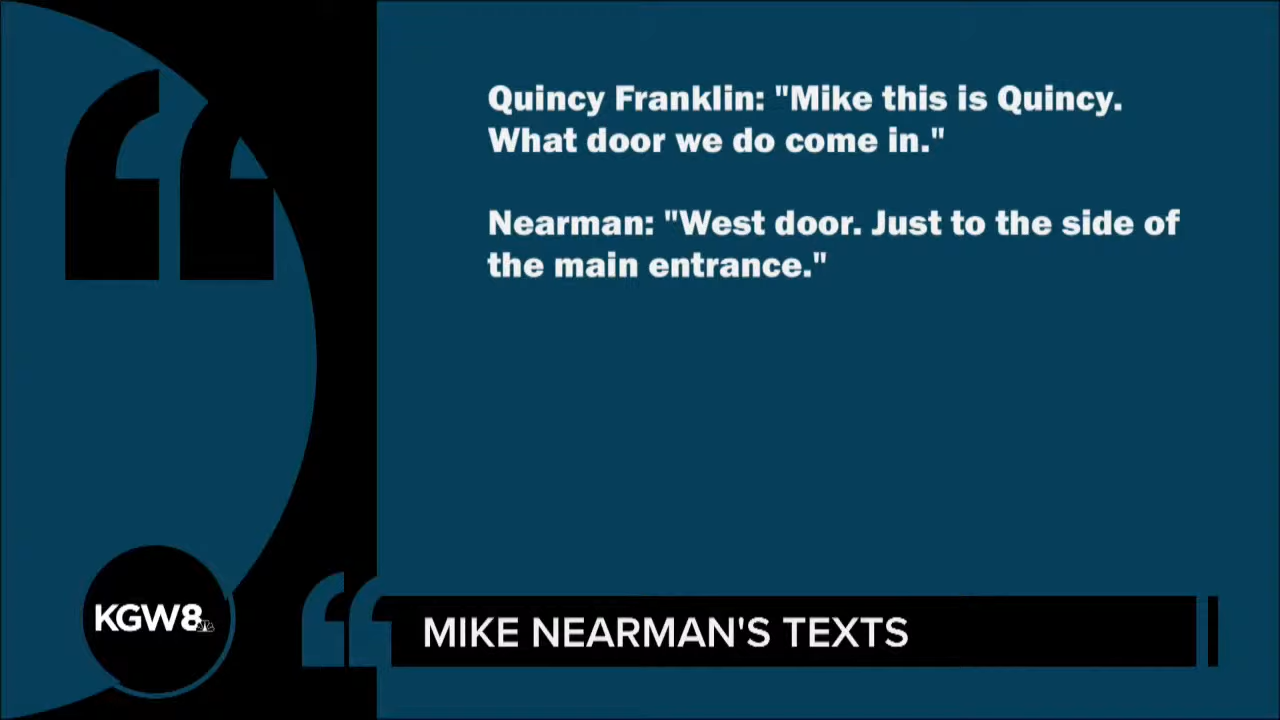 Quincy Franklin: "Mike this is Quincy.
What door we do come in."
Nearman: "West door. Just to the side of
the main entrance."
KGW8
MIKE NEARMAN'S TEXTS